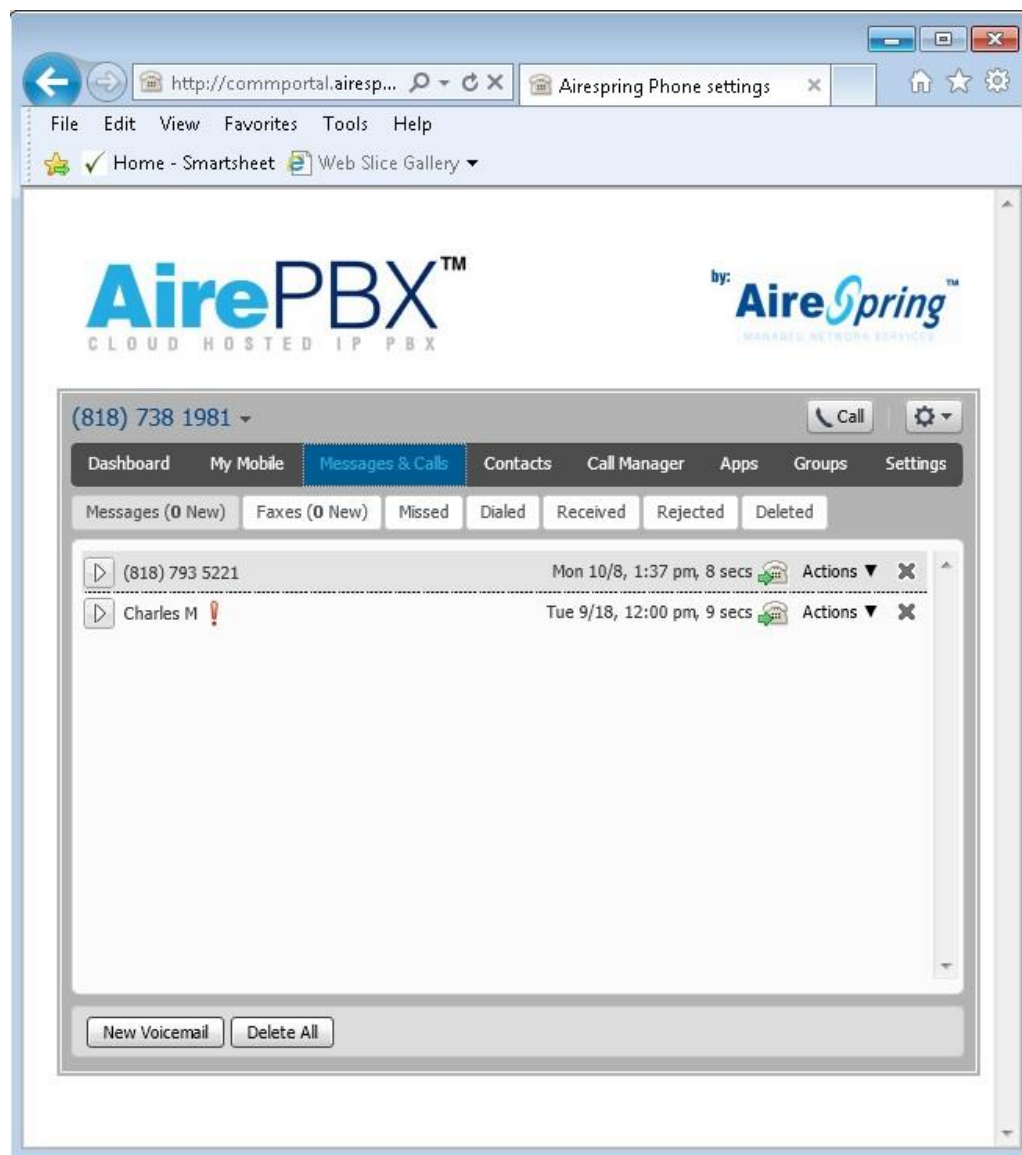 http://commportal.airesp...
Airespring Phone settings
File Edit View Favorites Tools Help
Home - Smartsheet Web Slice Gallery
AirePBX™
CLOUD HOSTED IP PBX
by:
AireSpring™
MANAGED NETWORK SERVICES
(818) 738 1981
Call
Dashboard My Mobile Messages & Calls Contacts Call Manager Apps Groups Settings
Messages (0 New) Faxes (0 New) Missed Dialed Received Rejected Deleted
(818) 793 5221 Mon 10/8, 1:37 pm, 8 secs Actions ▼
Charles M Tue 9/18, 12:00 pm, 9 secs Actions ▼
New Voicemail Delete All